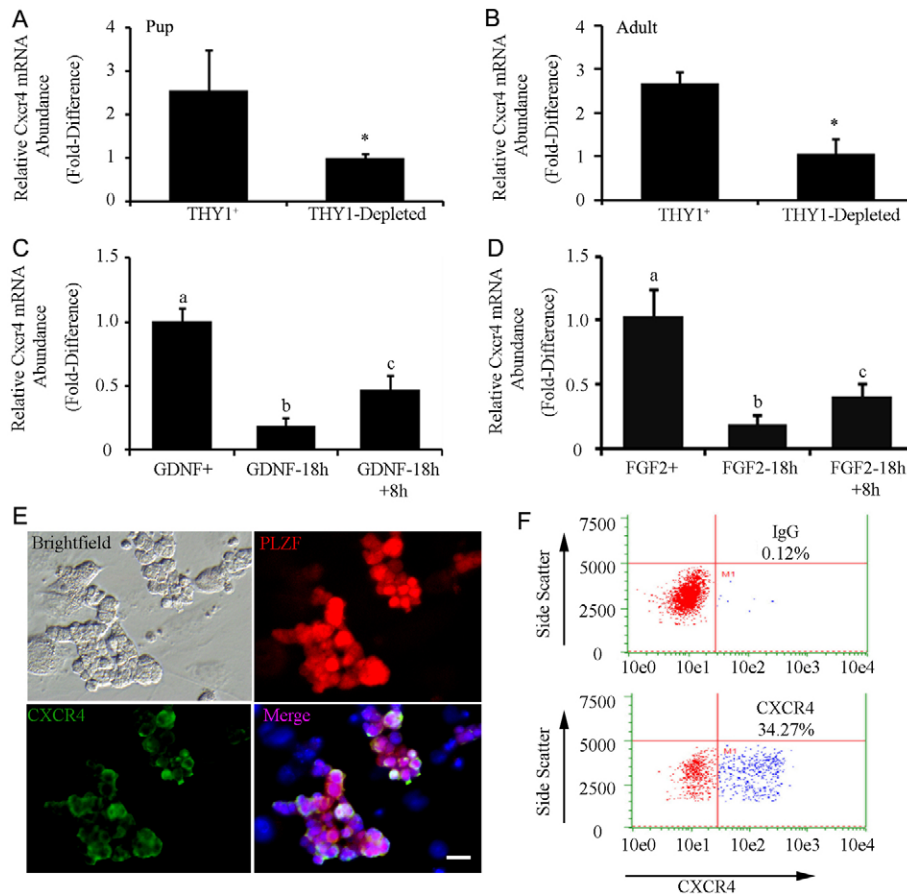 A
Pup
Relative Cxcr4 mRNA
Abundance
(Fold-Difference)
4
3
2
1
0
*
THY1⁺
THY1-Depleted
B
Adult
Relative Cxcr4 mRNA
Abundance
(Fold-Difference)
4
3
2
1
0
*
THY1⁺
THY1-Depleted
C
Relative Cxcr4 mRNA
Abundance
(Fold-Difference)
1.5
1.0
0.5
0
a
b
c
GDNF+
GDNF-18h
GDNF-18h
+8h
D
Relative Cxcr4 mRNA
Abundance
(Fold-Difference)
1.5
1.0
0.5
0
a
b
c
FGF2+
FGF2-18h
FGF2-18h
+8h
E
Brightfield
PLZF
CXCR4
Merge
F
Side Scatter
7500
5000
2500
0
IgG
0.12%
M1
10e0 10e1 10e2 10e3 10e4
Side Scatter
7500
5000
2500
0
CXCR4
34.27%
M1
10e0 10e1 10e2 10e3 10e4
CXCR4